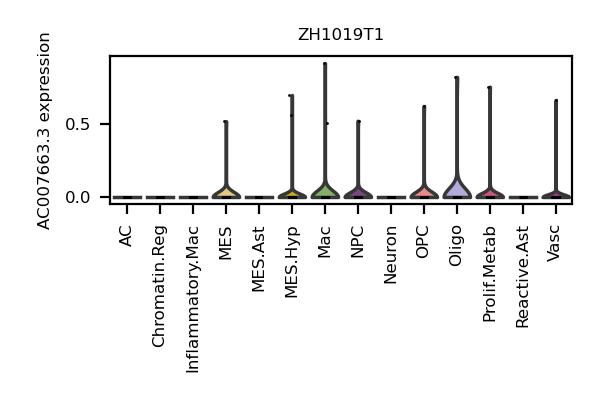 ZH1019T1
AC007663.3 expression
0.5
0.0
AC
Chromatin.Reg
Inflammatory.Mac
MES
MES.Ast
MES.Hyp
Mac
NPC
Neuron
OPC
Oligo
Prolif.Metab
Reactive.Ast
Vasc